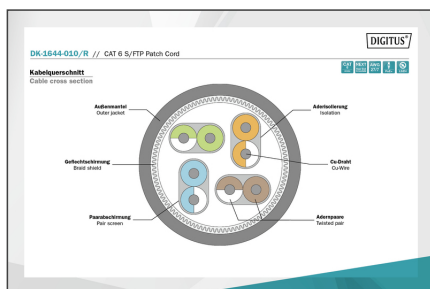 DIGITUS®
DK-1644-010/R // CAT 6 S/FTP Patch Cord
Kabelquerschnitt
Cable cross section
Außenmantel
Outer jacket
Aderisolierung
Isolation
Geflechtschirmung
Braid shield
Cu-Draht
Cu-Wire
Paarabschirmung
Pair screen
Adernpaare
Twisted pair